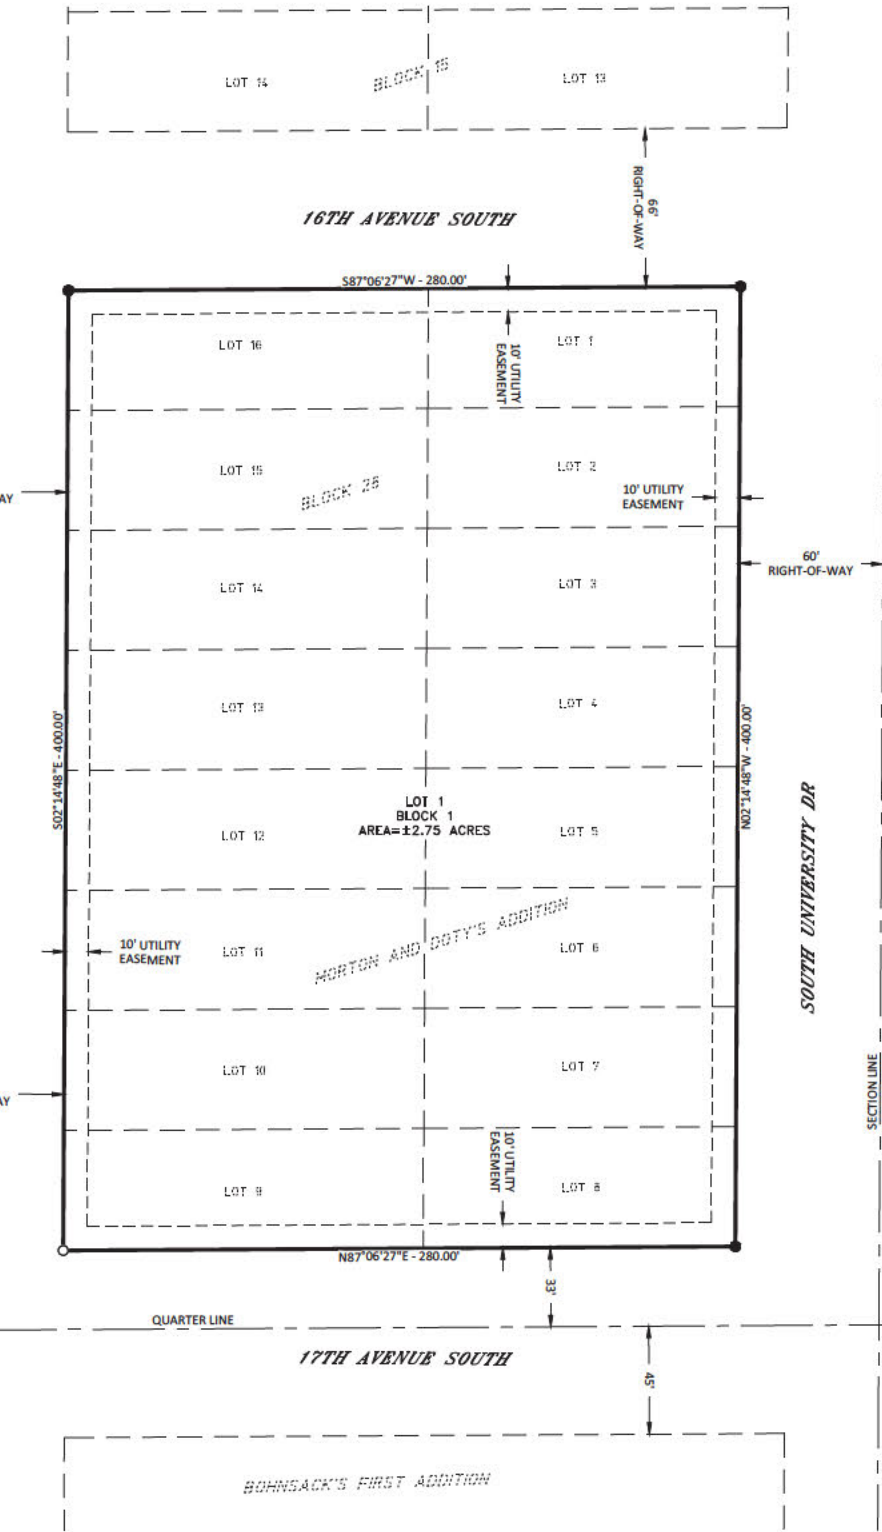 LOT 14
BLOCK 15
LOT 13
66'
RIGHT-OF-WAY
16TH AVENUE SOUTH
S87°06'27"W - 280.00'
LOT 16
LOT 1
10' UTILITY
EASEMENT
LOT 15
LOT 2
BLOCK 28
10' UTILITY
EASEMENT
AY
60'
RIGHT-OF-WAY
LOT 14
LOT 3
LOT 13
LOT 4
S02°14'48"E - 400.00'
N02°14'48"W - 400.00'
LOT 1
BLOCK 1
AREA=±2.75 ACRES
LOT 12
LOT 5
SOUTH UNIVERSITY DR
MORTON AND DOTY'S ADDITION
10' UTILITY
EASEMENT
LOT 11
LOT 6
LOT 10
LOT 7
SECTION LINE
AY
10' UTILITY
EASEMENT
LOT 9
LOT 8
N87°06'27"E - 280.00'
33'
QUARTER LINE
17TH AVENUE SOUTH
45'
BOHNSACK'S FIRST ADDITION